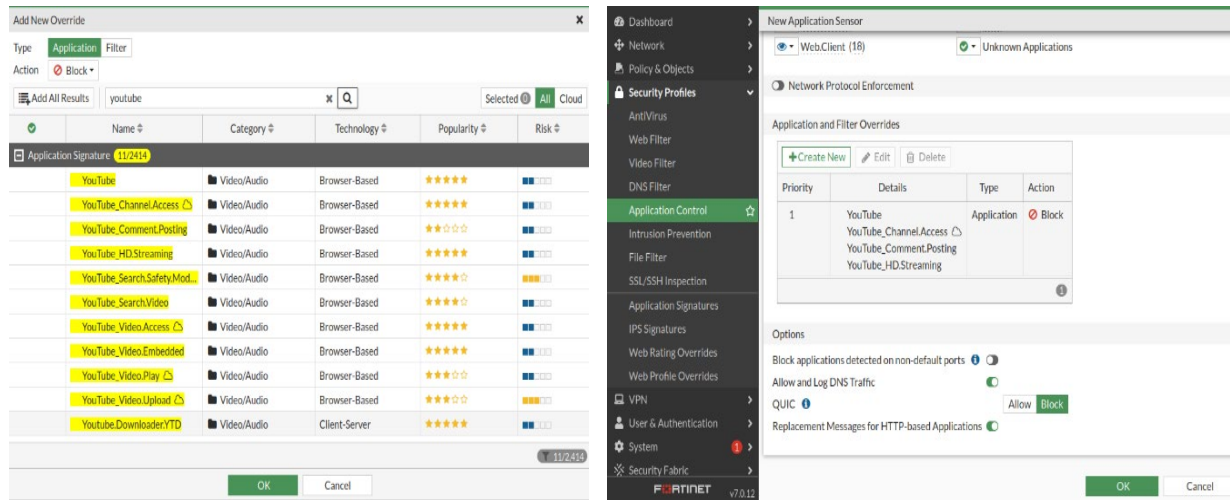 Add New Override
Type Application Filter
Action Block
Add All Results youtube Selected 0 All Cloud
Name Category Technology Popularity Risk
Application Signature 11/2414
YouTube Video/Audio Browser-Based
YouTube_Channel.Access Video/Audio Browser-Based
YouTube_Comment.Posting Video/Audio Browser-Based
YouTube_HD.Streaming Video/Audio Browser-Based
YouTube_Search.Safety.Mod... Video/Audio Browser-Based
YouTube_Search.Video Video/Audio Browser-Based
YouTube_Video.Access Video/Audio Browser-Based
YouTube_Video.Embedded Video/Audio Browser-Based
YouTube_Video.Play Video/Audio Browser-Based
YouTube_Video.Upload Video/Audio Browser-Based
Youtube.Downloader.YTD Video/Audio Client-Server
11/2,414
OK Cancel
Dashboard
Network
Policy & Objects
Security Profiles
AntiVirus
Web Filter
Video Filter
DNS Filter
Application Control
Intrusion Prevention
File Filter
SSL/SSH Inspection
Application Signatures
IPS Signatures
Web Rating Overrides
Web Profile Overrides
VPN
User & Authentication
System 1
Security Fabric
FORTINET v7.0.12
New Application Sensor
Web.Client (18) Unknown Applications
Network Protocol Enforcement
Application and Filter Overrides
Create New Edit Delete
Priority Details Type Action
1 YouTube Application Block
YouTube_Channel.Access
YouTube_Comment.Posting
YouTube_HD.Streaming
1
Options
Block applications detected on non-default ports
Allow and Log DNS Traffic
QUIC Allow Block
Replacement Messages for HTTP-based Applications
OK Cancel